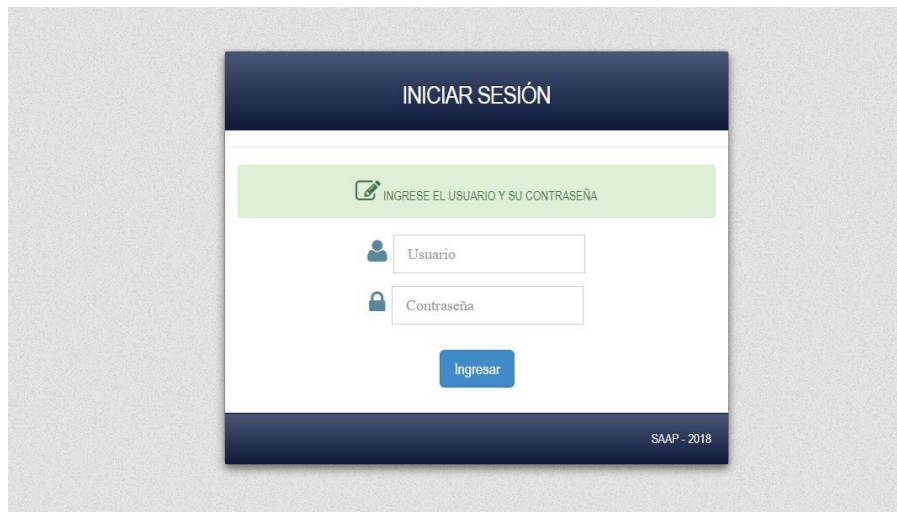 INICIAR SESIÓN
INGRESE EL USUARIO Y SU CONTRASEÑA
Usuario
Contraseña
Ingresar
SAAP - 2018